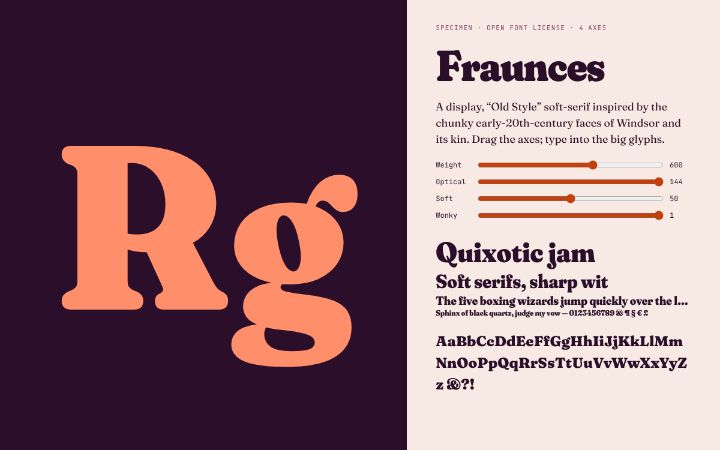 Rg
SPECIMEN · OPEN FONT LICENSE · 4 AXES
Fraunces
A display, “Old Style” soft-serif inspired by the
chunky early-20th-century faces of Windsor and
its kin. Drag the axes; type into the big glyphs.
Weight 600
Optical 144
Soft 50
Wonky 1
Quixotic jam
Soft serifs, sharp wit
The five boxing wizards jump quickly over the l…
Sphinx of black quartz, judge my vow — 0123456789 & ¶ § € £
AaBbCcDdEeFfGgHhIiJjKkLlMm
NnOoPpQqRrSsTtUuVvWwXxYyZ
z &?!